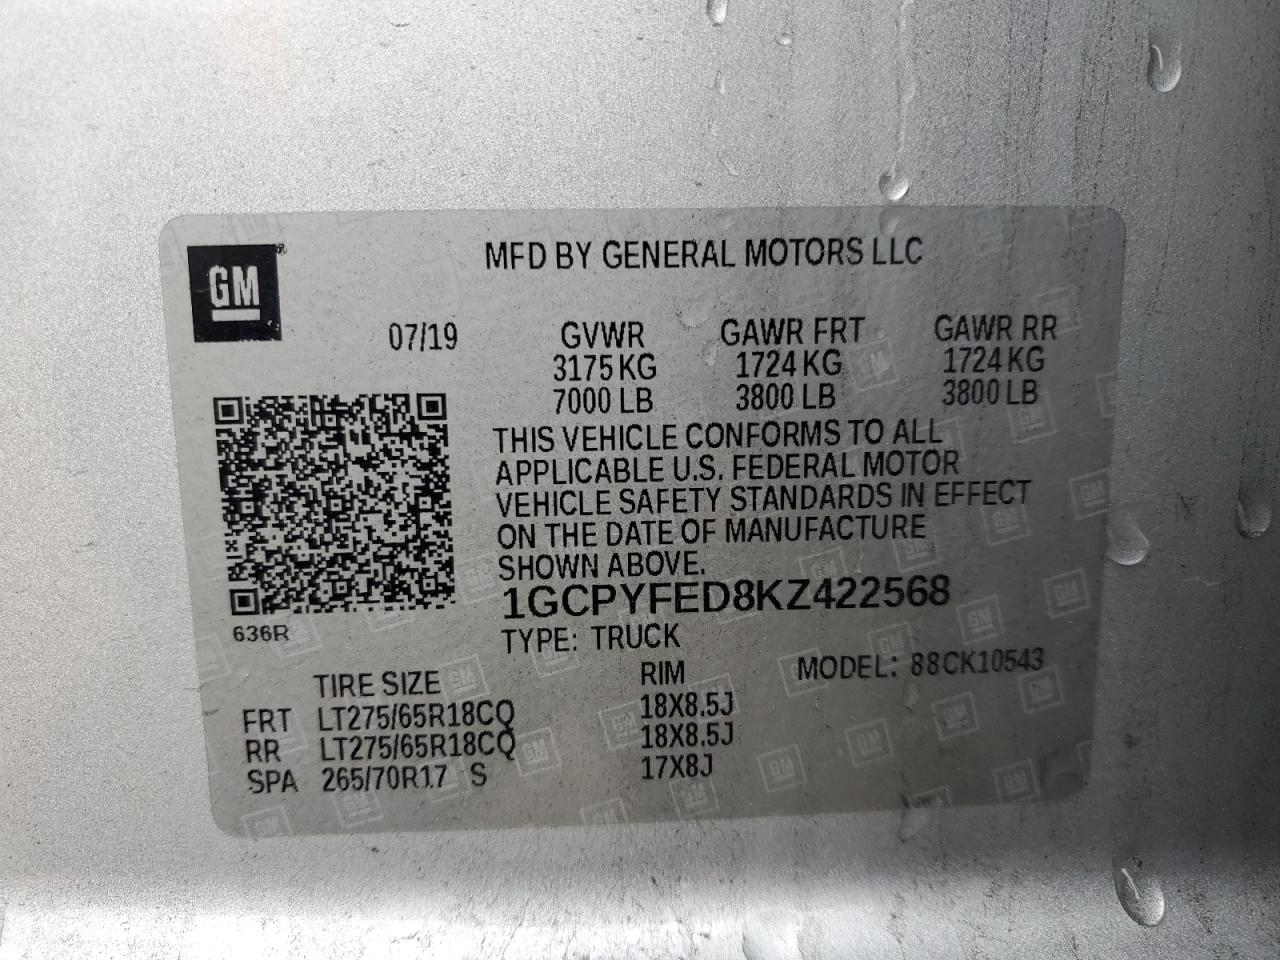 GM
MFD BY GENERAL MOTORS LLC
07/19 GVWR GAWR FRT GAWR RR
3175 KG 1724 KG 1724 KG
7000 LB 3800 LB 3800 LB
THIS VEHICLE CONFORMS TO ALL
APPLICABLE U.S. FEDERAL MOTOR
VEHICLE SAFETY STANDARDS IN EFFECT
ON THE DATE OF MANUFACTURE
SHOWN ABOVE.
1GCPYFED8KZ422568
636R
TYPE: TRUCK
TIRE SIZE RIM MODEL: 88CK10543
FRT LT275/65R18CQ 18X8.5J
RR LT275/65R18CQ 18X8.5J
SPA 265/70R17 S 17X8J